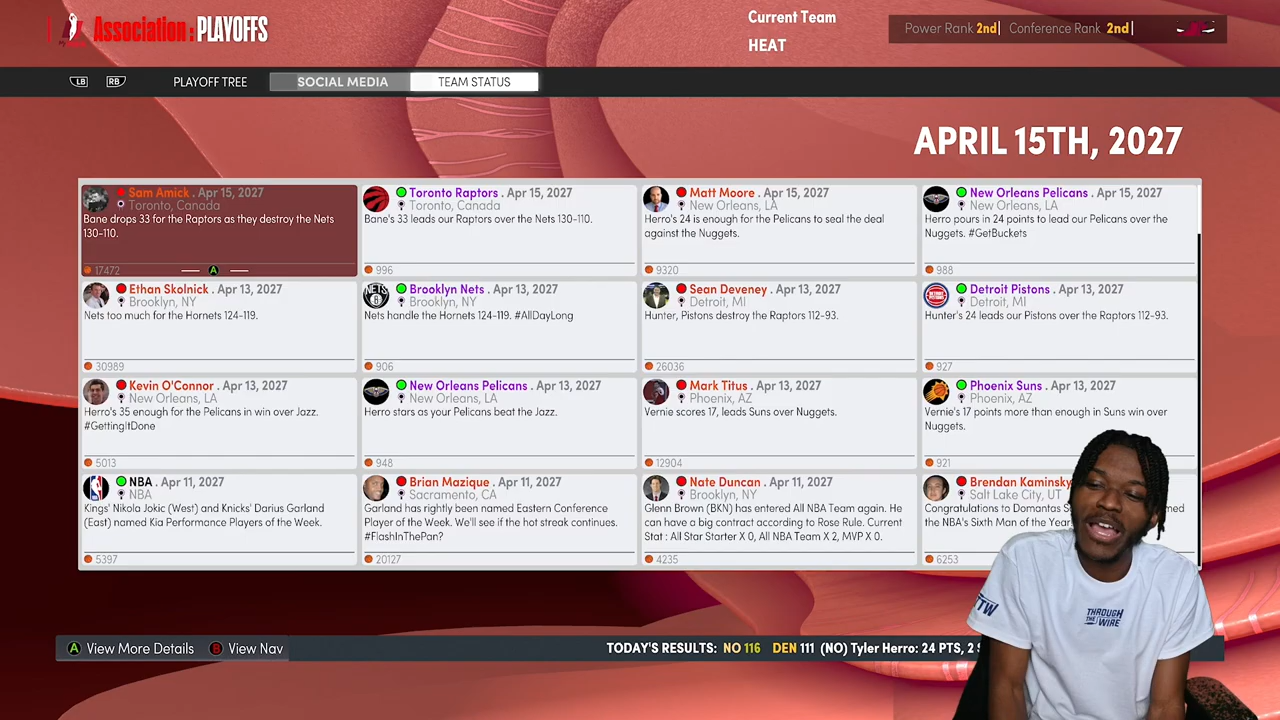 Association: PLAYOFFS
Current Team
HEAT
Power Rank 2nd| Conference Rank 2nd|
LB RB PLAYOFF TREE SOCIAL MEDIA TEAM STATUS
APRIL 15TH, 2027
Sam Amick . Apr 15, 2027
Toronto, Canada
Bane drops 33 for the Raptors as they destroy the Nets
130-110.
17472 A
Toronto Raptors . Apr 15, 2027
Toronto, Canada
Bane's 33 leads our Raptors over the Nets 130-110.
996
Matt Moore . Apr 15, 2027
New Orleans, LA
Herro's 24 is enough for the Pelicans to seal the deal
against the Nuggets.
9320
New Orleans Pelicans . Apr 15, 2027
New Orleans, LA
Herro pours in 24 points to lead our Pelicans over the
Nuggets. #GetBuckets
988
Ethan Skolnick . Apr 13, 2027
Brooklyn, NY
Nets too much for the Hornets 124-119.
30989
NETS
B
Brooklyn Nets . Apr 13, 2027
Brooklyn, NY
Nets handle the Hornets 124-119. #AllDayLong
906
Sean Deveney . Apr 13, 2027
Detroit, MI
Hunter, Pistons destroy the Raptors 112-93.
26036
Detroit Pistons . Apr 13, 2027
Detroit, MI
Hunter's 24 leads our Pistons over the Raptors 112-93.
927
Kevin O'Connor . Apr 13, 2027
New Orleans, LA
Herro's 35 enough for the Pelicans in win over Jazz.
#GettingItDone
5013
New Orleans Pelicans . Apr 13, 2027
New Orleans, LA
Herro stars as your Pelicans beat the Jazz.
948
Mark Titus . Apr 13, 2027
Phoenix, AZ
Vernie scores 17, leads Suns over Nuggets.
12904
Phoenix Suns . Apr 13, 2027
Phoenix, AZ
Vernie's 17 points more than enough in Suns win over
Nuggets.
921
NBA . Apr 11, 2027
NBA
Kings' Nikola Jokic (West) and Knicks' Darius Garland
(East) named Kia Performance Players of the Week.
5397
Brian Mazique . Apr 11, 2027
Sacramento, CA
Garland has rightly been named Eastern Conference
Player of the Week. We'll see if the hot streak continues.
#FlashInThePan?
20127
Nate Duncan . Apr 11, 2027
Brooklyn, NY
Glenn Brown (BKN) has entered All NBA Team again. He
can have a big contract according to Rose Rule. Current
Stat : All Star Starter X 0, All NBA Team X 2, MVP X 0.
4235
Brendan Kaminsky
Salt Lake City, UT
Congratulations to Domantas S
the NBA's Sixth Man of the Year
6253
TTW
THROUGH
THE WIRE
A View More Details B View Nav
TODAY'S RESULTS: NO 116 DEN 111 (NO) Tyler Herro: 24 PTS, 2